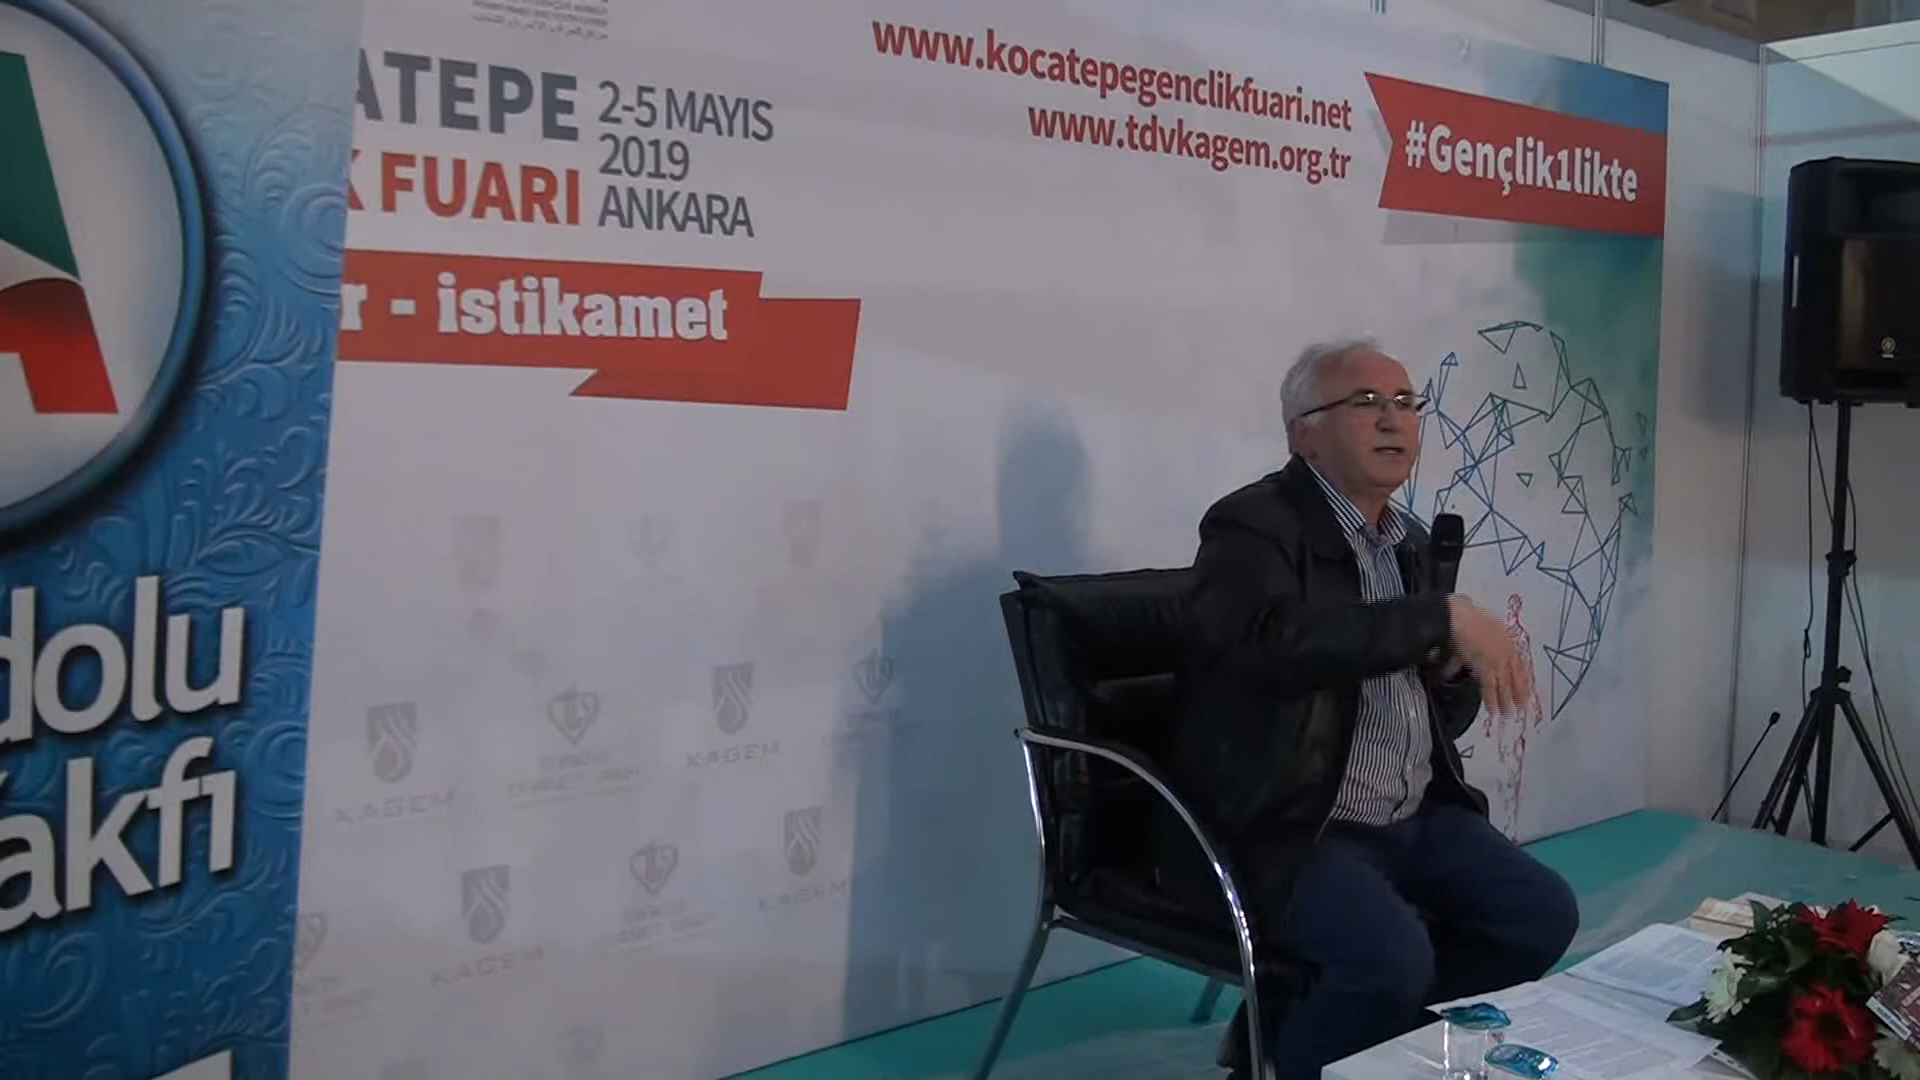 ATEPE
FUARI
2-5 MAYIS
2019
ANKARA
r - istikamet
www.kocatepegenclikfuari.net
www.tdvkagem.org.tr
#Gençlik1likte
dolu
akfı
KAGEM
KAGEM
KAGEM
KAGEM